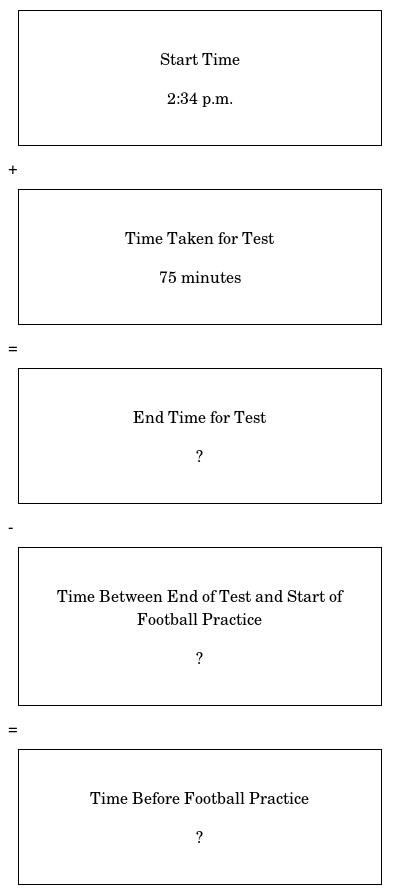 Start Time
2:34 p.m.
+
Time Taken for Test
75 minutes
=
End Time for Test
?
-
Time Between End of Test and Start of
Football Practice
?
=
Time Before Football Practice
?